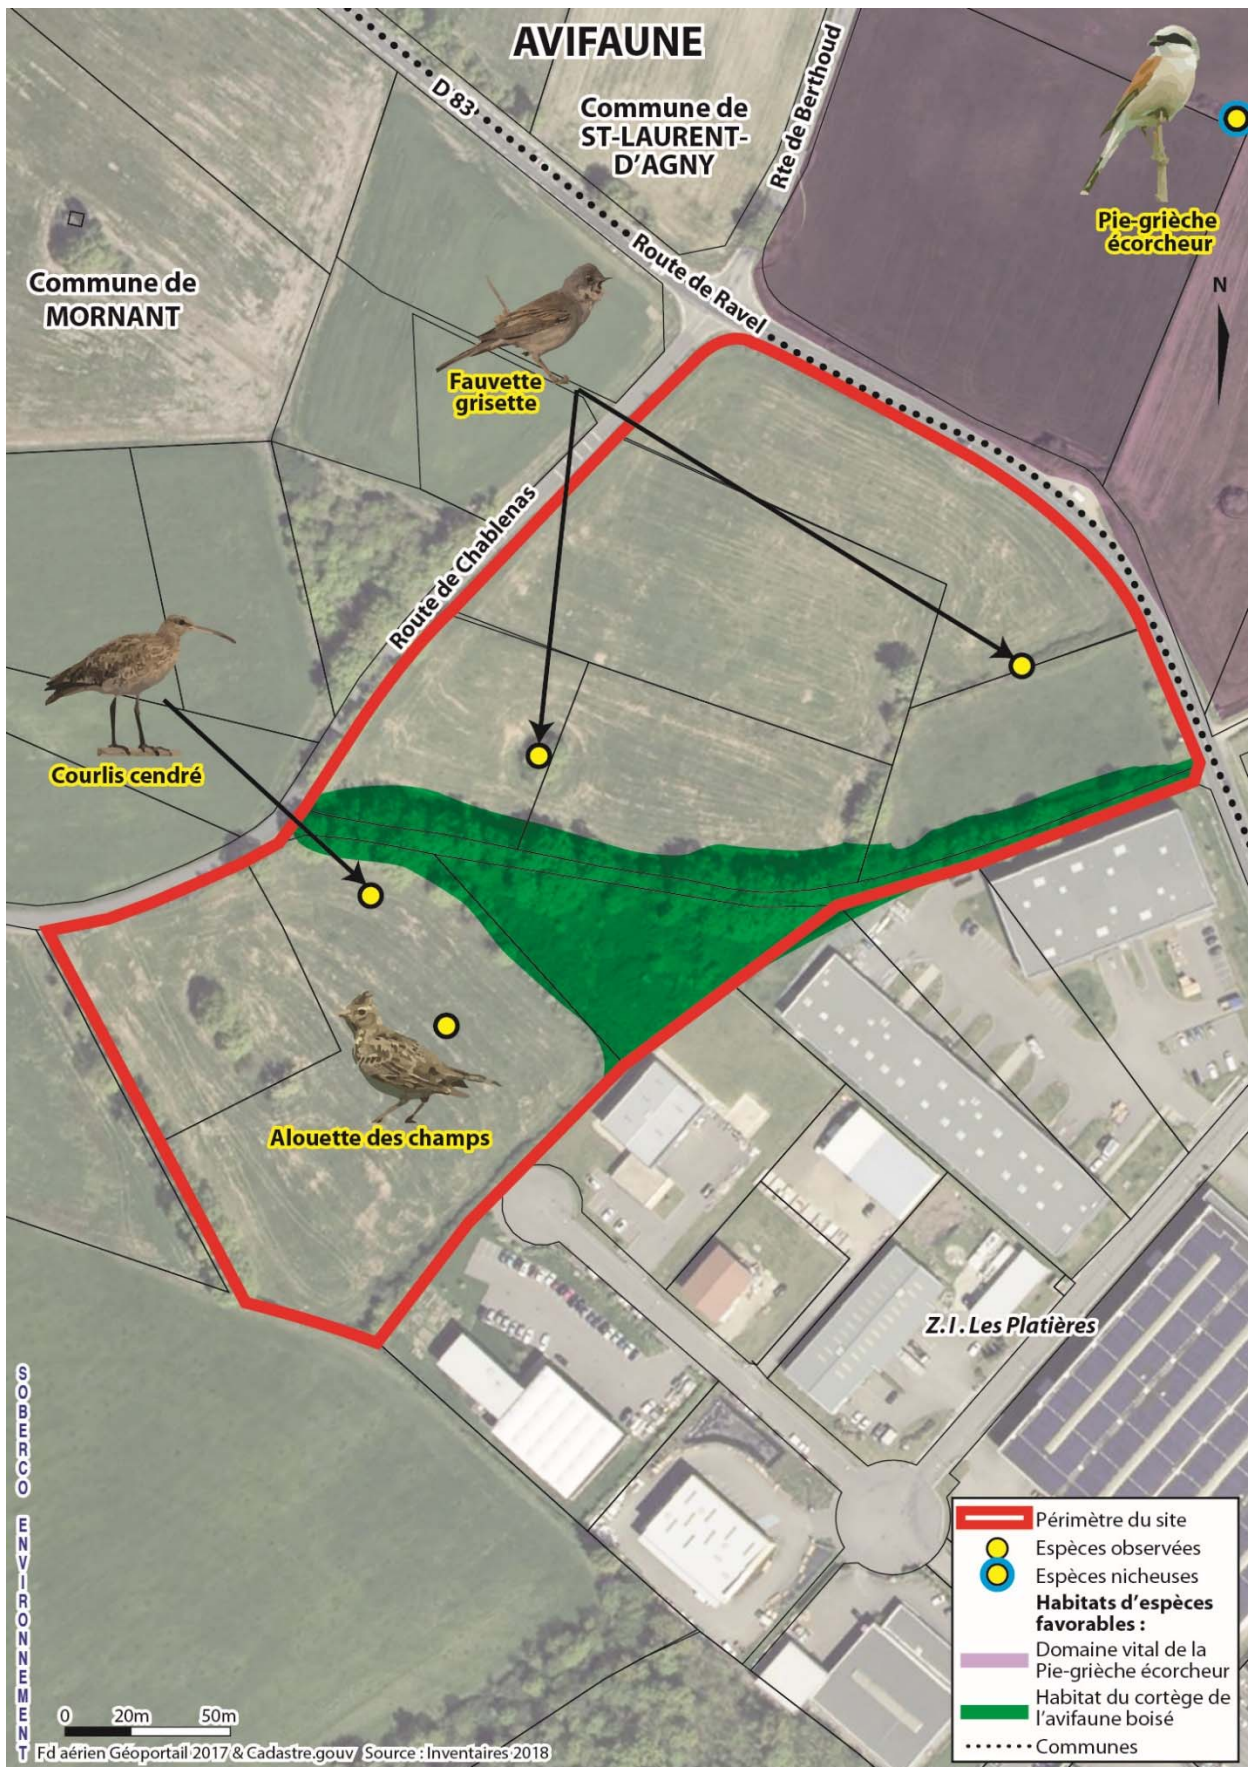 AVIFAUNE
D 83
Commune de
ST-LAURENT-
D'AGNY
Rte de Berthoud
Pie-grièche
écorcheur
N
Commune de
MORNANT
Route de Ravel
Fauvette
grisette
Route de Chablenas
Courlis cendré
Alouette des champs
Z.I. Les Platières
SOBERCO ENVIRONNEMENT
Périmètre du site
Espèces observées
Espèces nicheuses
Habitats d'espèces
favorables :
Domaine vital de la
Pie-grièche écorcheur
Habitat du cortège de
l'avifaune boisé
Communes
0 20m 50m
Fd aérien Géoportail 2017 & Cadastre.gouv Source : Inventaires 2018